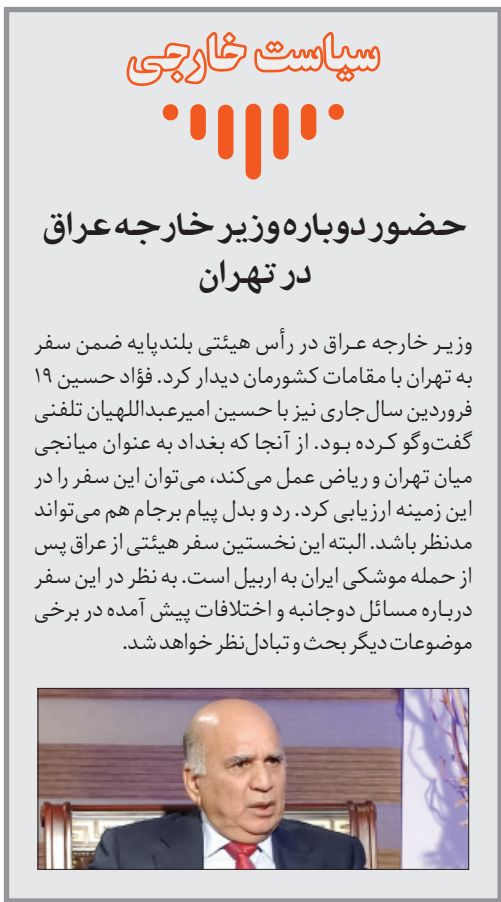 سیاست خارجی
حضور دوباره وزیر خارجه عراق
در تهران
وزیر خارجه عراق در رأس هیئتی بلندپایه ضمن سفر
به تهران با مقامات کشورمان دیدار کرد. فؤاد حسین ۱۹
فروردین سال جاری نیز با حسین امیرعبداللهیان تلفنی
گفت‌وگو کرده بود. از آنجا که بغداد به عنوان میانجی
میان تهران و ریاض عمل می‌کند، می‌توان این سفر را در
این زمینه ارزیابی کرد. رد و بدل پیام برجام هم می‌تواند
مدنظر باشد. البته این نخستین سفر هیئتی از عراق پس
از حمله موشکی ایران به اربیل است. به نظر در این سفر
درباره مسائل دوجانبه و اختلافات پیش آمده در برخی
موضوعات دیگر بحث و تبادل‌نظر خواهد شد.